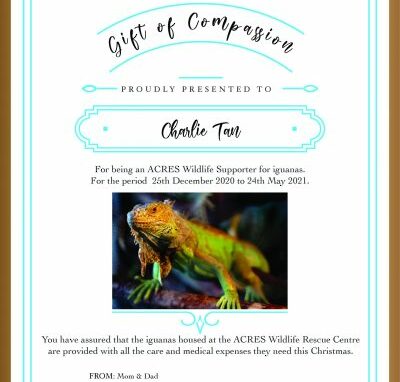 Gift of Compassion
PROUDLY PRESENTED TO
Charlie Tan
For being an ACRES Wildlife Supporter for iguanas.
For the period 25th December 2020 to 24th May 2021.
You have assured that the iguanas housed at the ACRES Wildlife Rescue Centre
are provided with all the care and medical expenses they need this Christmas.
FROM: Mom & Dad